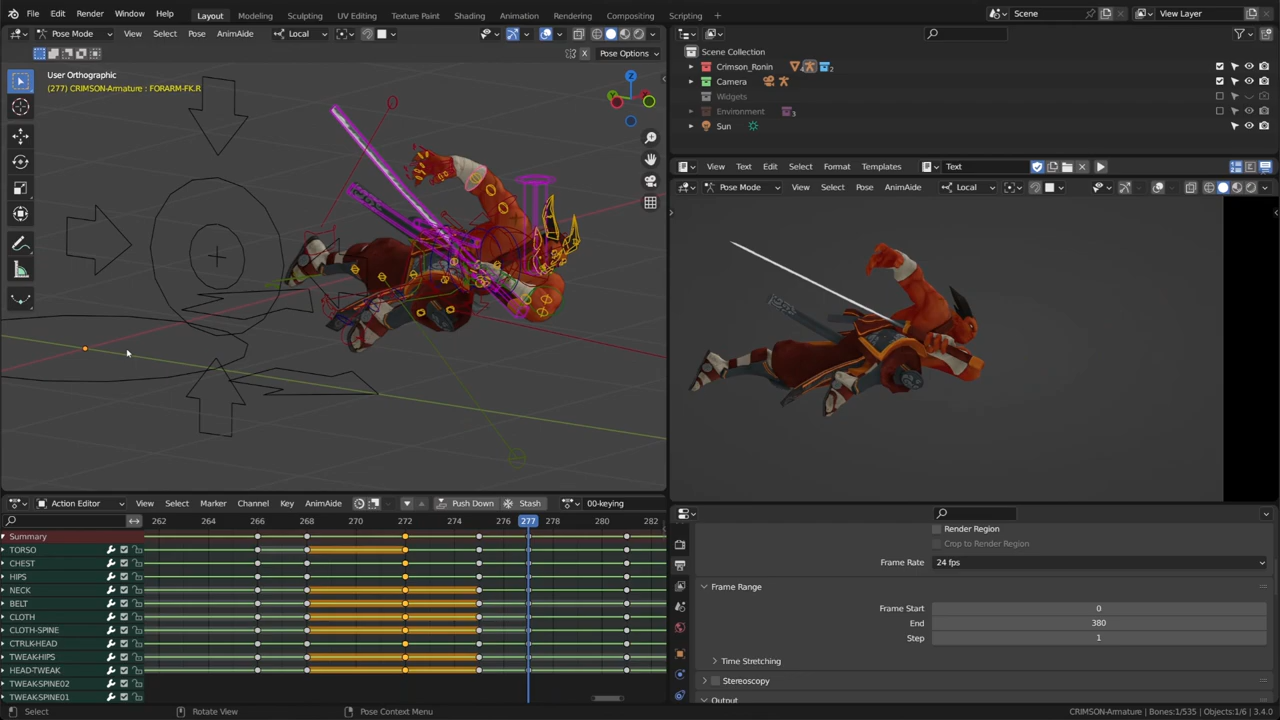 File Edit Render Window Help Layout Modeling Sculpting UV Editing Texture Paint Shading Animation Rendering Compositing Scripting + Scene View Layer
Pose Mode View Select Pose AnimAide Local
X Pose Options
User Orthographic
(277) CRIMSON-Armature : FORARM-FK.R
Z
Scene Collection
Crimson_Ronin 2
Camera
Widgets
Environment 3
Sun
View Text Edit Select Format Templates Text
Pose Mode View Select Pose AnimAide Local
Action Editor View Select Marker Channel Key AnimAide Push Down Stash 00-keying
262 264 266 268 270 272 274 276 277 278 280 282
Summary
TORSO
CHEST
HIPS
NECK
BELT
CLOTH
CLOTH-SPINE
CTRLK-HEAD
TWEAK-HIPS
HEAD-TWEAK
TWEAK-SPINE02
TWEAK-SPINE01
Render Region
Crop to Render Region
Frame Rate 24 fps
Frame Range
Frame Start 0
End 380
Step 1
Time Stretching
Stereoscopy
Output
Select Rotate View Pose Context Menu CRIMSON-Armature | Bones:1/535 | Objects:1/6 | 3.4.0